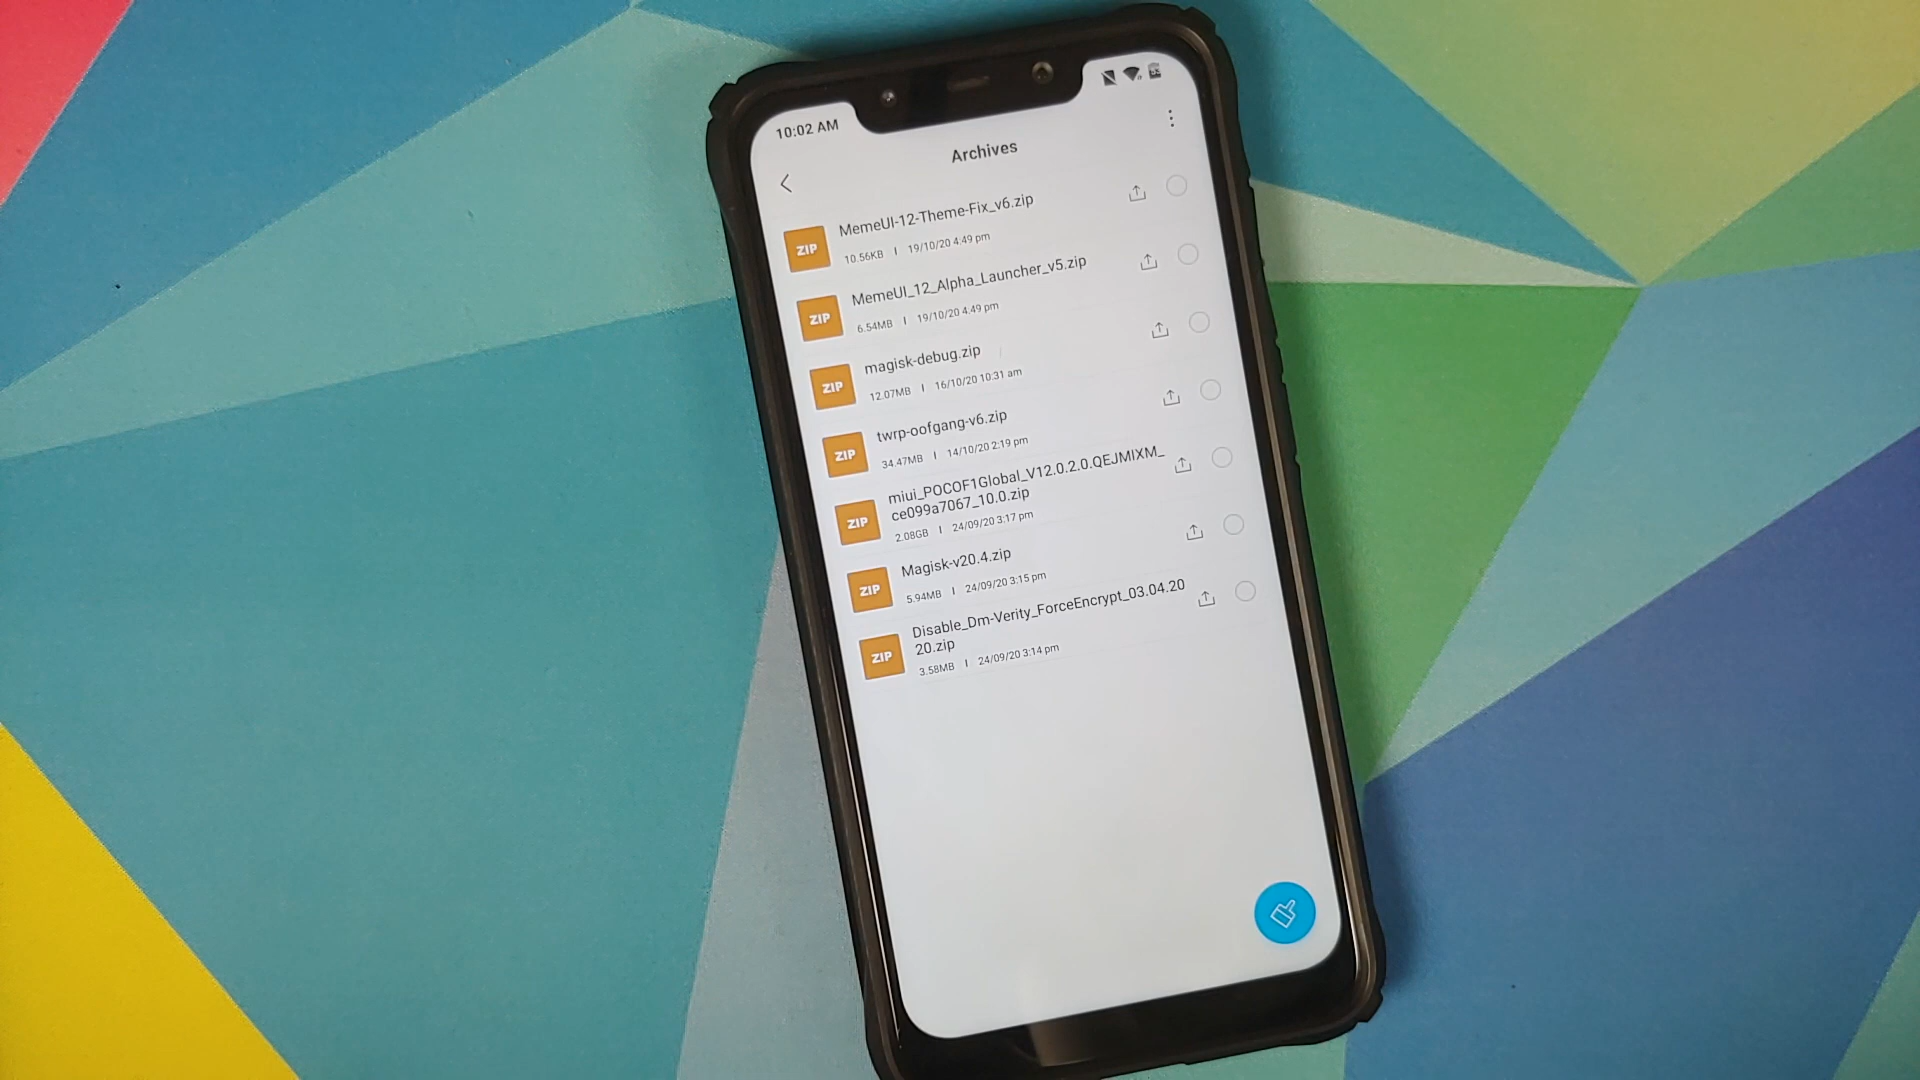 10:02 AM
Archives
ZIP
MemeUI-12-Theme-Fix_v6.zip
10.56KB | 19/10/20 4:49 pm
ZIP
MemeUI_12_Alpha_Launcher_v5.zip
6.54MB | 19/10/20 4:49 pm
ZIP
magisk-debug.zip
12.07MB | 16/10/20 10:31 am
ZIP
twrp-oofgang-v6.zip
34.47MB | 14/10/20 2:19 pm
ZIP
miui_POCOF1Global_V12.0.2.0.QEJMIXM_
ce099a7067_10.0.zip
2.08GB | 24/09/20 3:17 pm
ZIP
Magisk-v20.4.zip
5.94MB | 24/09/20 3:15 pm
ZIP
Disable_Dm-Verity_ForceEncrypt_03.04.20
20.zip
3.58MB | 24/09/20 3:14 pm